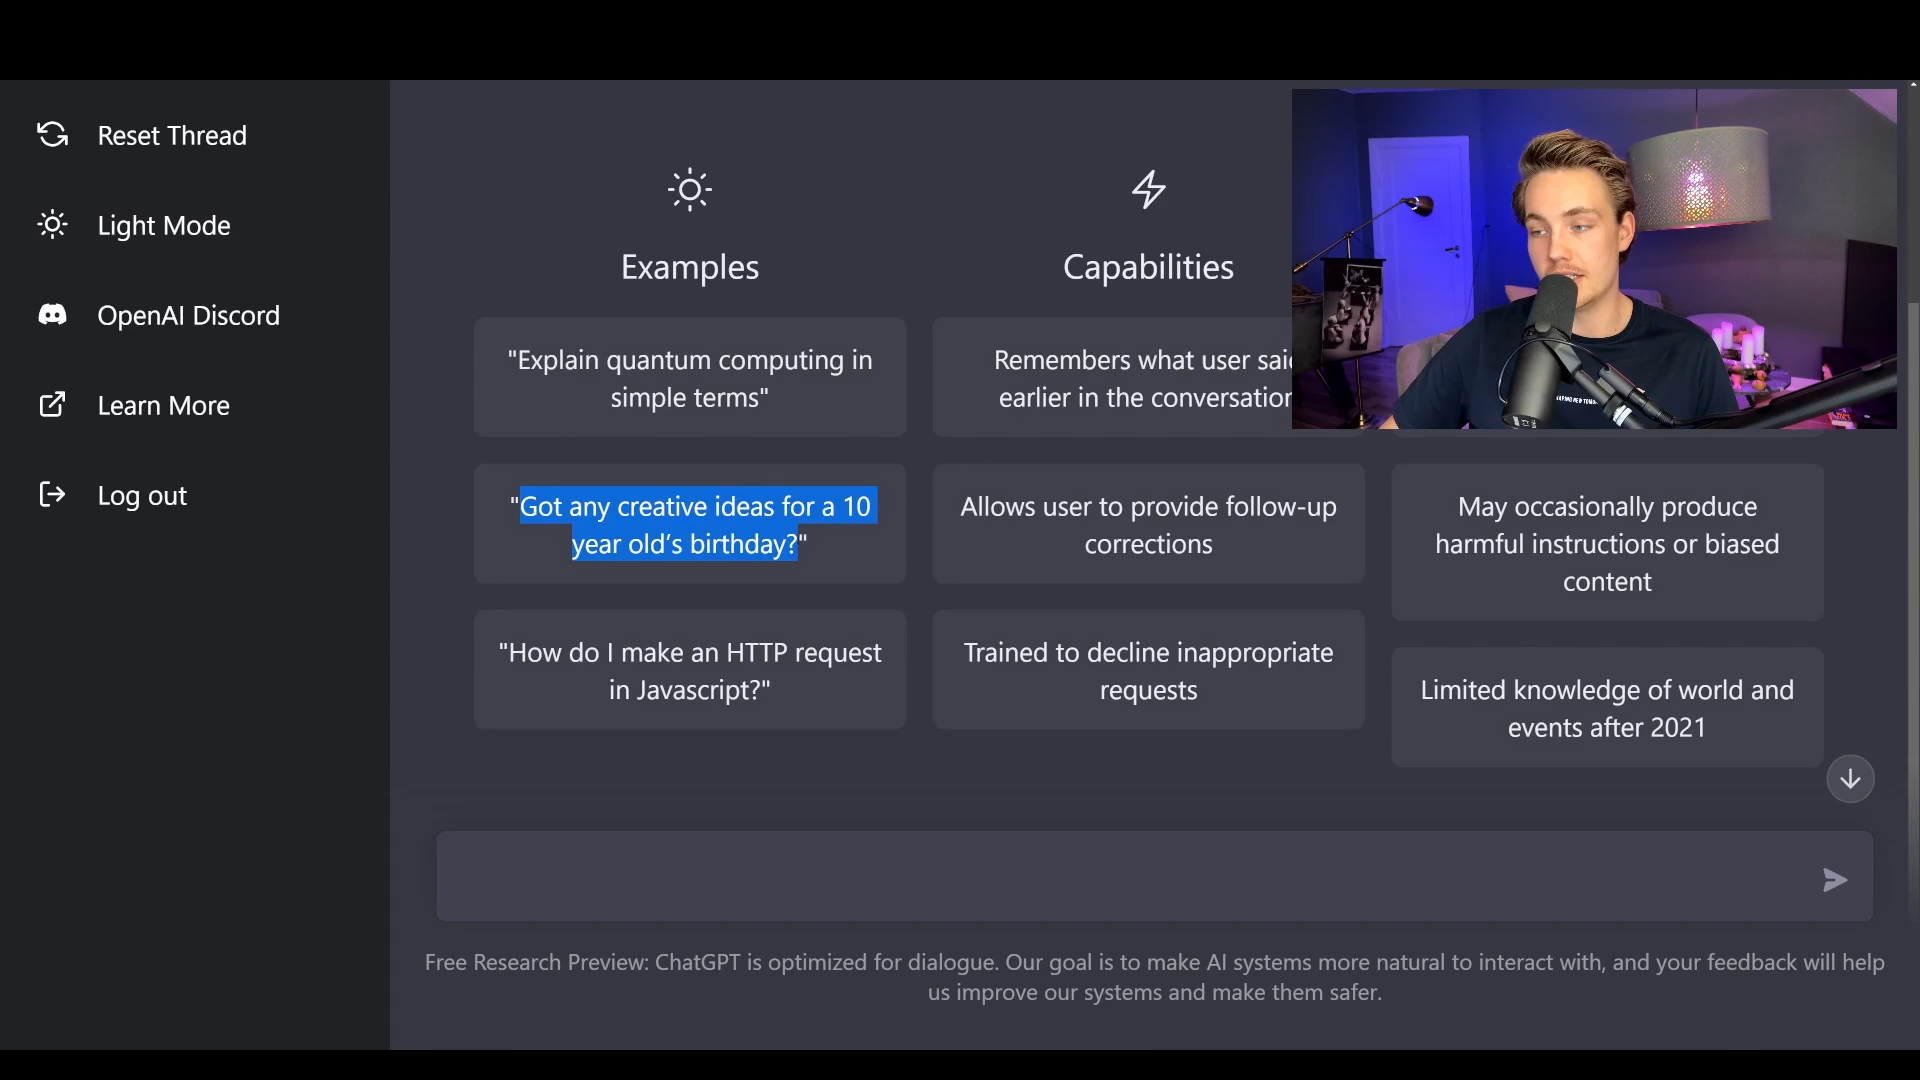 Reset Thread
Light Mode
OpenAI Discord
Learn More
Log out
Examples
"Explain quantum computing in
simple terms"
"Got any creative ideas for a 10
year old’s birthday?"
"How do I make an HTTP request
in Javascript?"
Capabilities
Remembers what user
earlier in the conversation
Allows user to provide follow-up
corrections
Trained to decline inappropriate
requests
May occasionally produce
harmful instructions or biased
content
Limited knowledge of world and
events after 2021
Free Research Preview: ChatGPT is optimized for dialogue. Our goal is to make AI systems more natural to interact with, and your feedback will help
us improve our systems and make them safer.